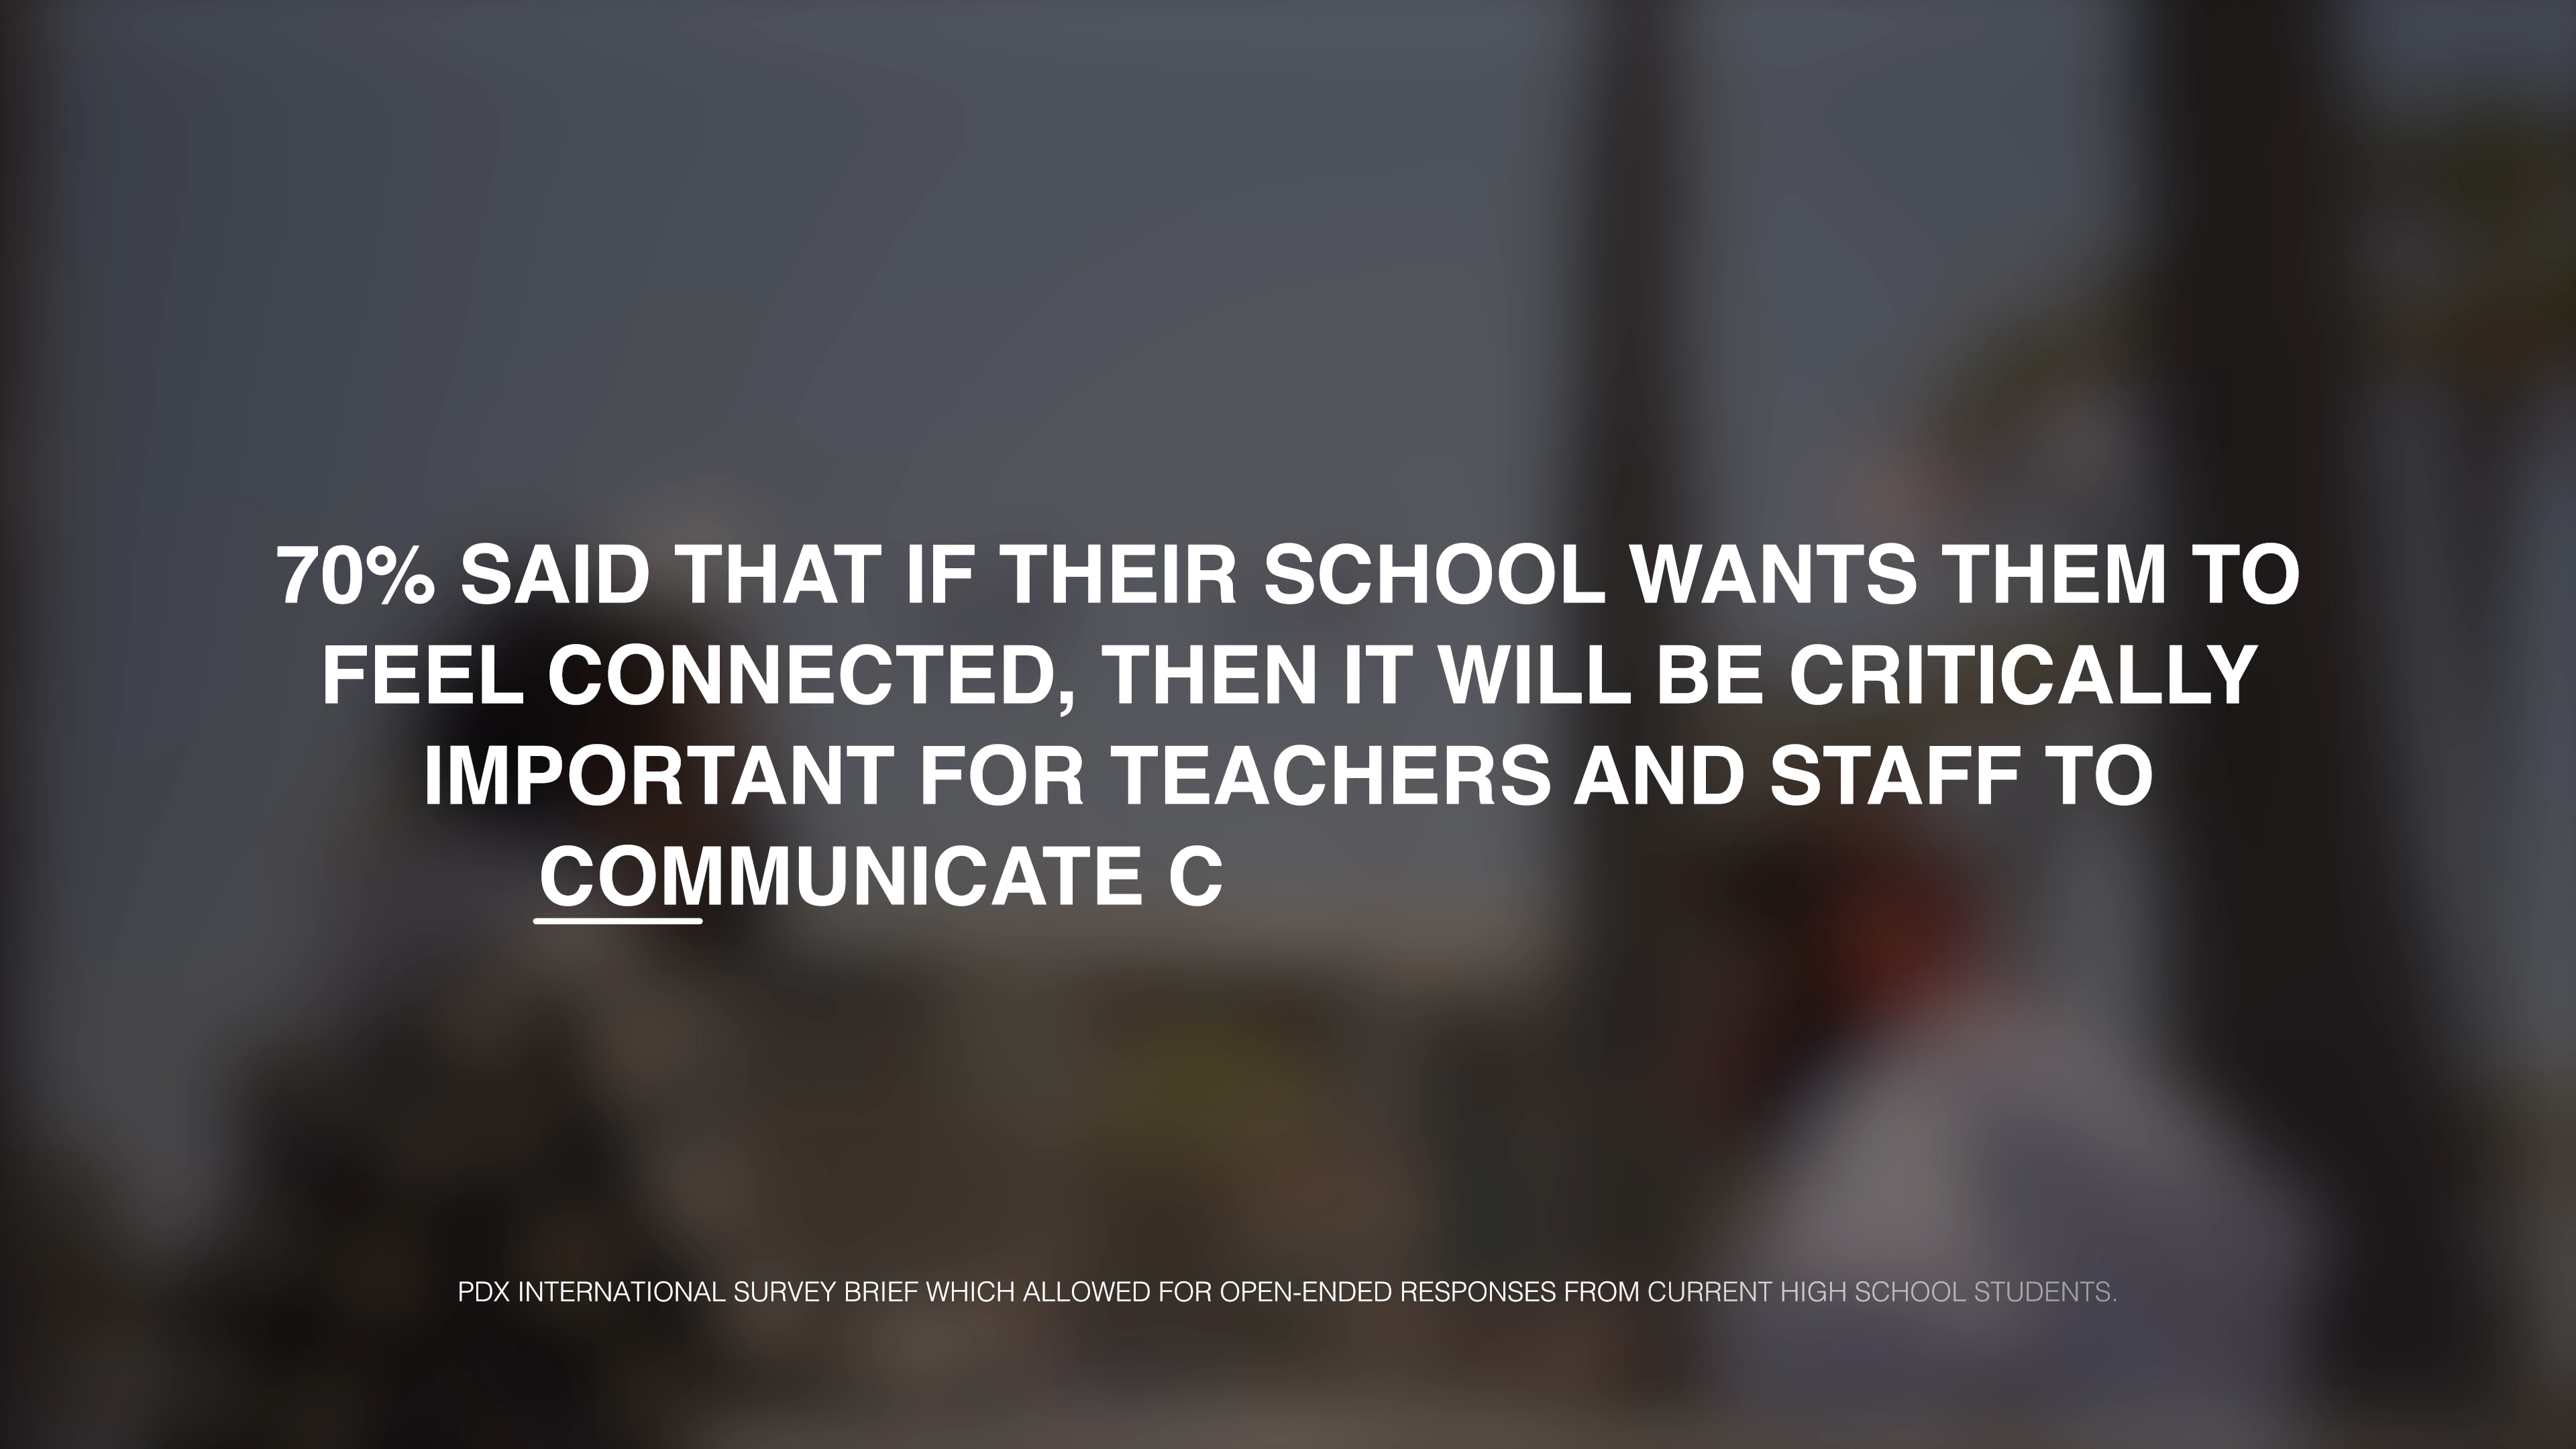 70% SAID THAT IF THEIR SCHOOL WANTS THEM TO
FEEL CONNECTED, THEN IT WILL BE CRITICALLY
IMPORTANT FOR TEACHERS AND STAFF TO
COMMUNICATE C
PDX INTERNATIONAL SURVEY BRIEF WHICH ALLOWED FOR OPEN-ENDED RESPONSES FROM CURRENT HIGH SCHOOL STUDENTS.